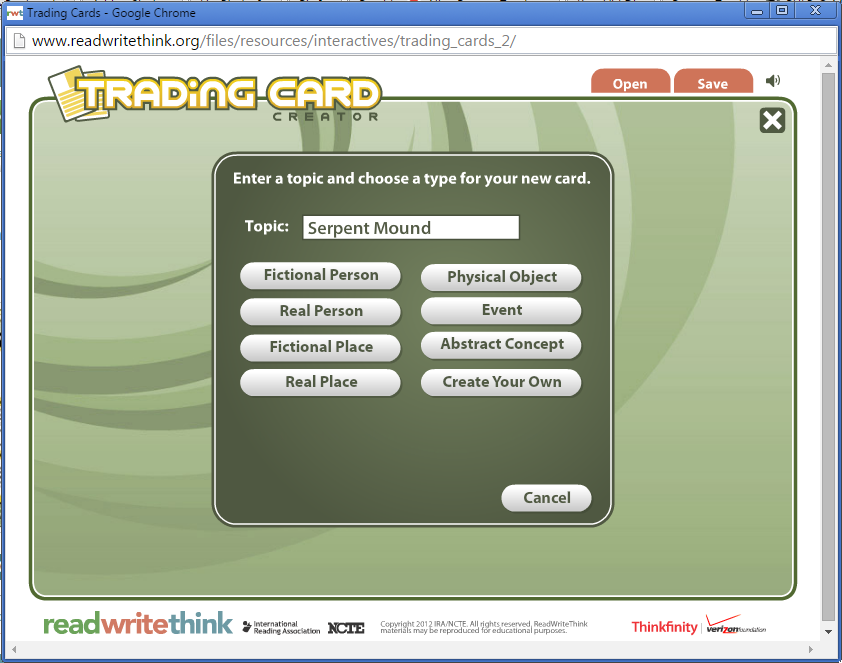 rwt Trading Cards - Google Chrome
www.readwritethink.org/files/resources/interactives/trading_cards_2/
TRADING CARD
CREATOR
Open
Save
Enter a topic and choose a type for your new card.
Topic: Serpent Mound
Fictional Person
Physical Object
Real Person
Event
Fictional Place
Abstract Concept
Real Place
Create Your Own
Cancel
readwritethink
International
Reading Association
NCTE
Copyright 2012 IRA/NCTE. All rights reserved, ReadWriteThink
materials may be reproduced for educational purposes.
Thinkfinity
verizon foundation